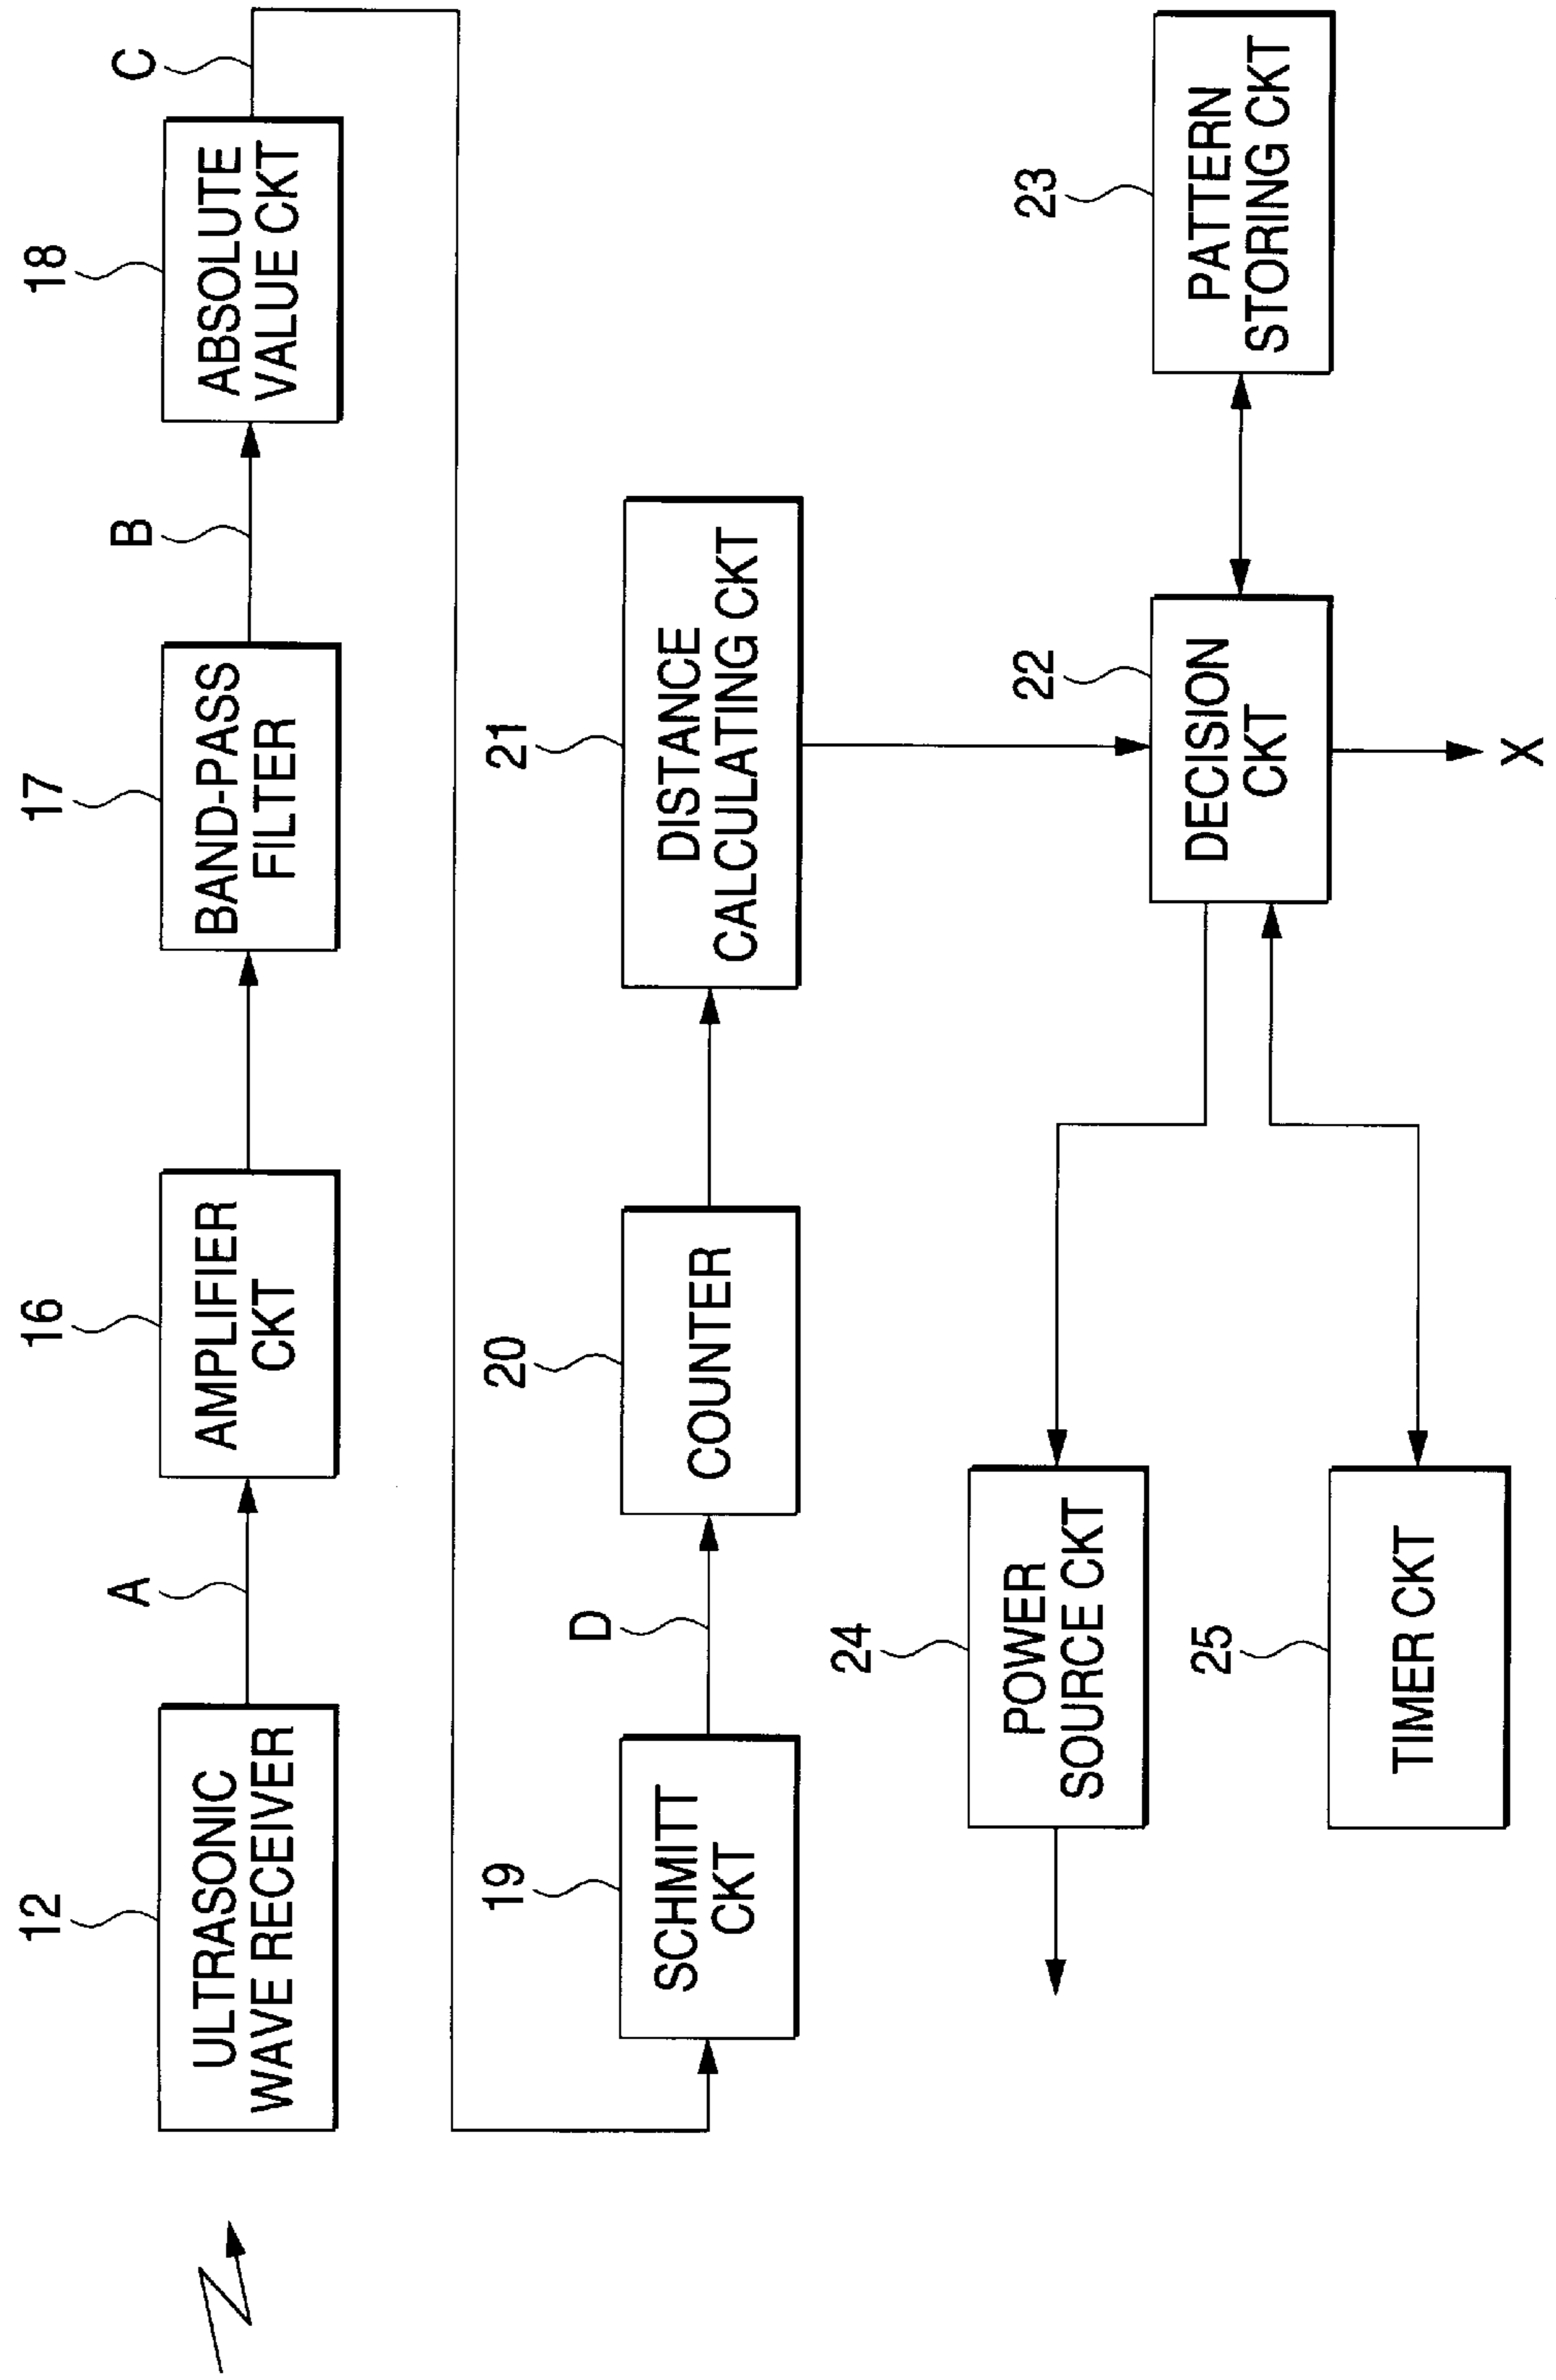 12
ULTRASONIC
WAVE RECEIVER
A
16
AMPLIFIER
CKT
17
BAND-PASS
FILTER
B
18
ABSOLUTE
VALUE CKT
C
19
SCHMITT
CKT
D
20
COUNTER
21
DISTANCE
CALCULATING CKT
24
POWER
SOURCE CKT
25
TIMER CKT
22
DECISION
CKT
X
23
PATTERN
STORING CKT